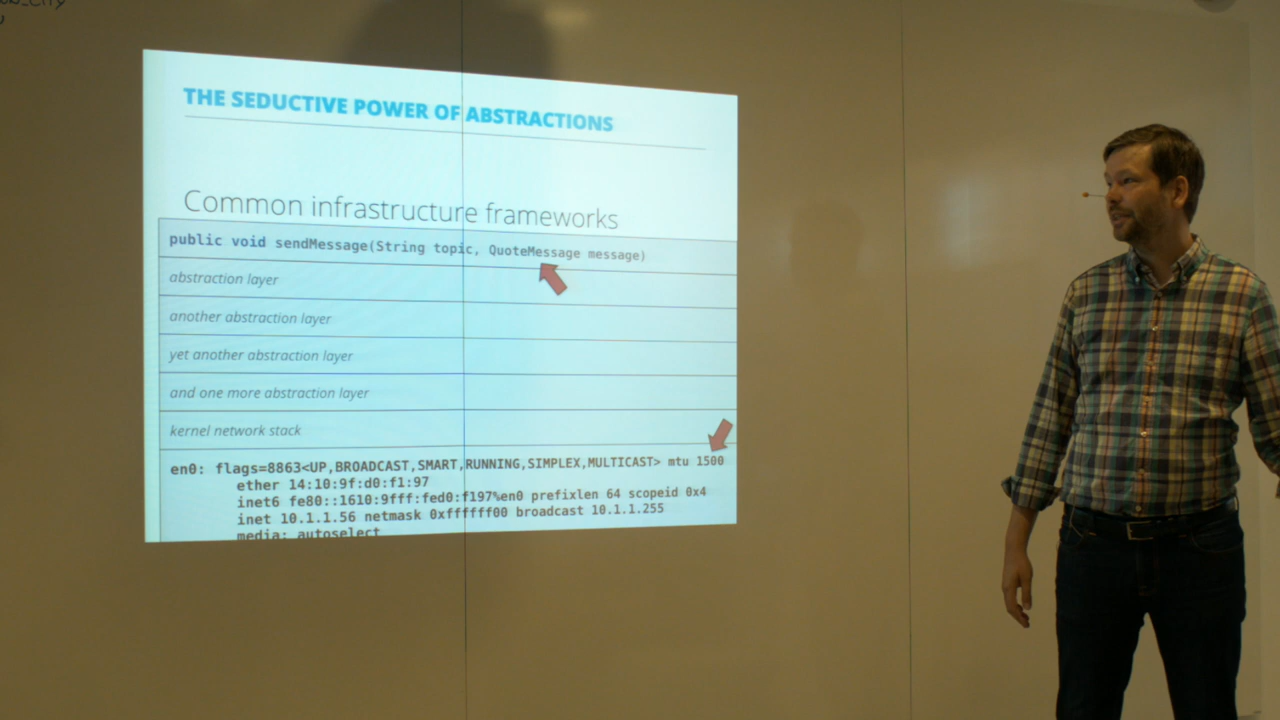 THE SEDUCTIVE POWER OF ABSTRACTIONS
Common infrastructure frameworks
public void sendMessage(String topic, QuoteMessage message)
abstraction layer
another abstraction layer
yet another abstraction layer
and one more abstraction layer
kernel network stack
en0: flags=8863<UP,BROADCAST,SMART,RUNNING,SIMPLEX,MULTICAST> mtu 1500
ether 14:10:9f:d0:f1:97
inet6 fe80::1610:9fff:fed0:f197%en0 prefixlen 64 scopeid 0x4
inet 10.1.1.56 netmask 0xffffff00 broadcast 10.1.1.255
media: autoselect